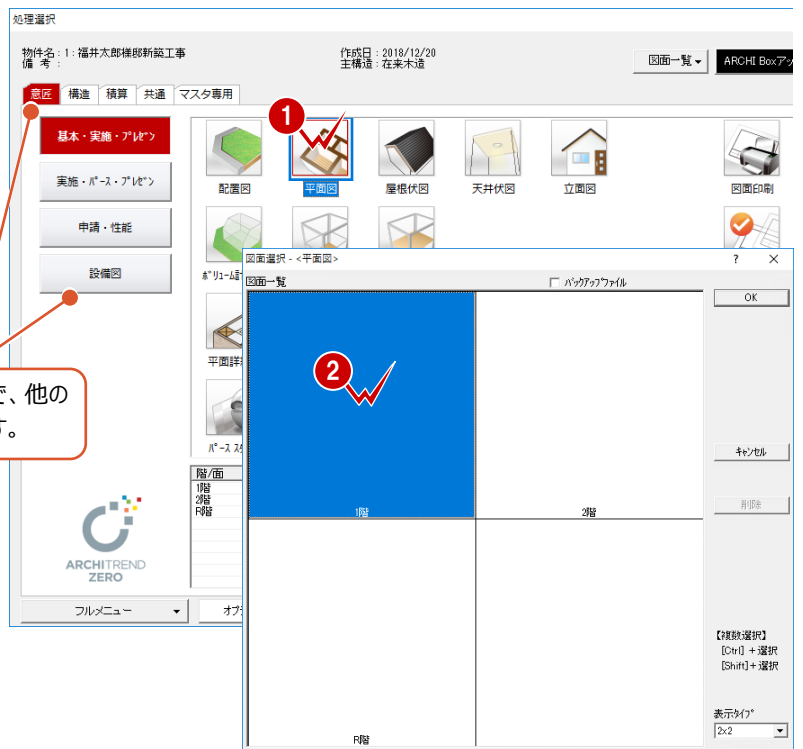 処理選択
物件名：1：福井太郎様邸新築工事
作成日：2018/12/20
備 考：
主構造：在来木造
図面一覧
ARCHI Boxアッ
意匠 構造 積算 共通 マスタ専用
基本・実施・プレゼン
実施・パース・プレゼン
申請・性能
設備図
1
配置図 平面図 屋根伏図 天井伏図 立面図 図面印刷
ボリューム計
平面詳
パース ス
で、他の
す。
階/面
1階
2階
R階
ARCHITREND
ZERO
フルメニュー
オプ
図面選択 - <平面図>
? ×
図面一覧
バックアップファイル
OK
2
キャンセル
削除
1階 2階
R階
【複数選択】
[Ctrl] + 選択
[Shift] + 選択
表示タイプ
2x2